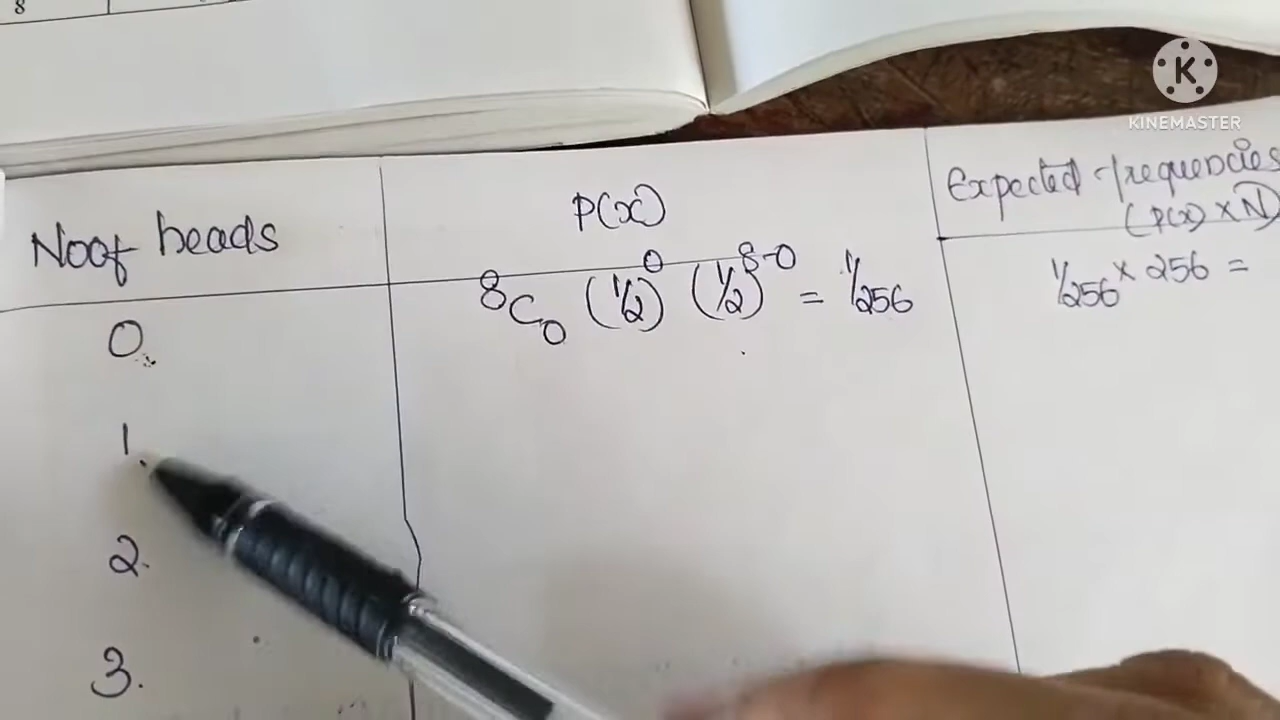 8
KINEMASTER
No of heads
P(x)
Expected frequencies
(P(x) × N)
0.
⁸C₀ (1/2)⁰ (1/2)⁸⁻⁰ = 1/256
1/256 × 256 =
1.
2.
3.